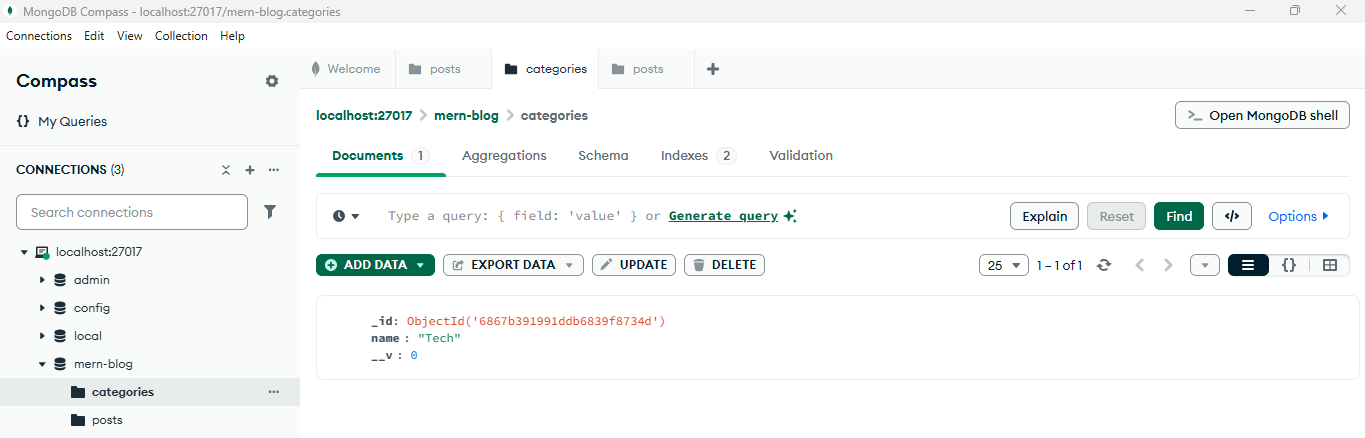 MongoDB Compass - localhost:27017/mern-blog.categories
Connections Edit View Collection Help
Compass
{} My Queries
CONNECTIONS (3)
Search connections
localhost:27017
admin
config
local
mern-blog
categories
posts
Welcome posts categories posts
localhost:27017 > mern-blog > categories
>_ Open MongoDB shell
Documents 1 Aggregations Schema Indexes 2 Validation
Type a query: { field: 'value' } or Generate query
Explain Reset Find </> Options
ADD DATA EXPORT DATA UPDATE DELETE
25 1 – 1 of 1 {}
_id: ObjectId('6867b391991ddb6839f8734d')
name : "Tech"
__v : 0